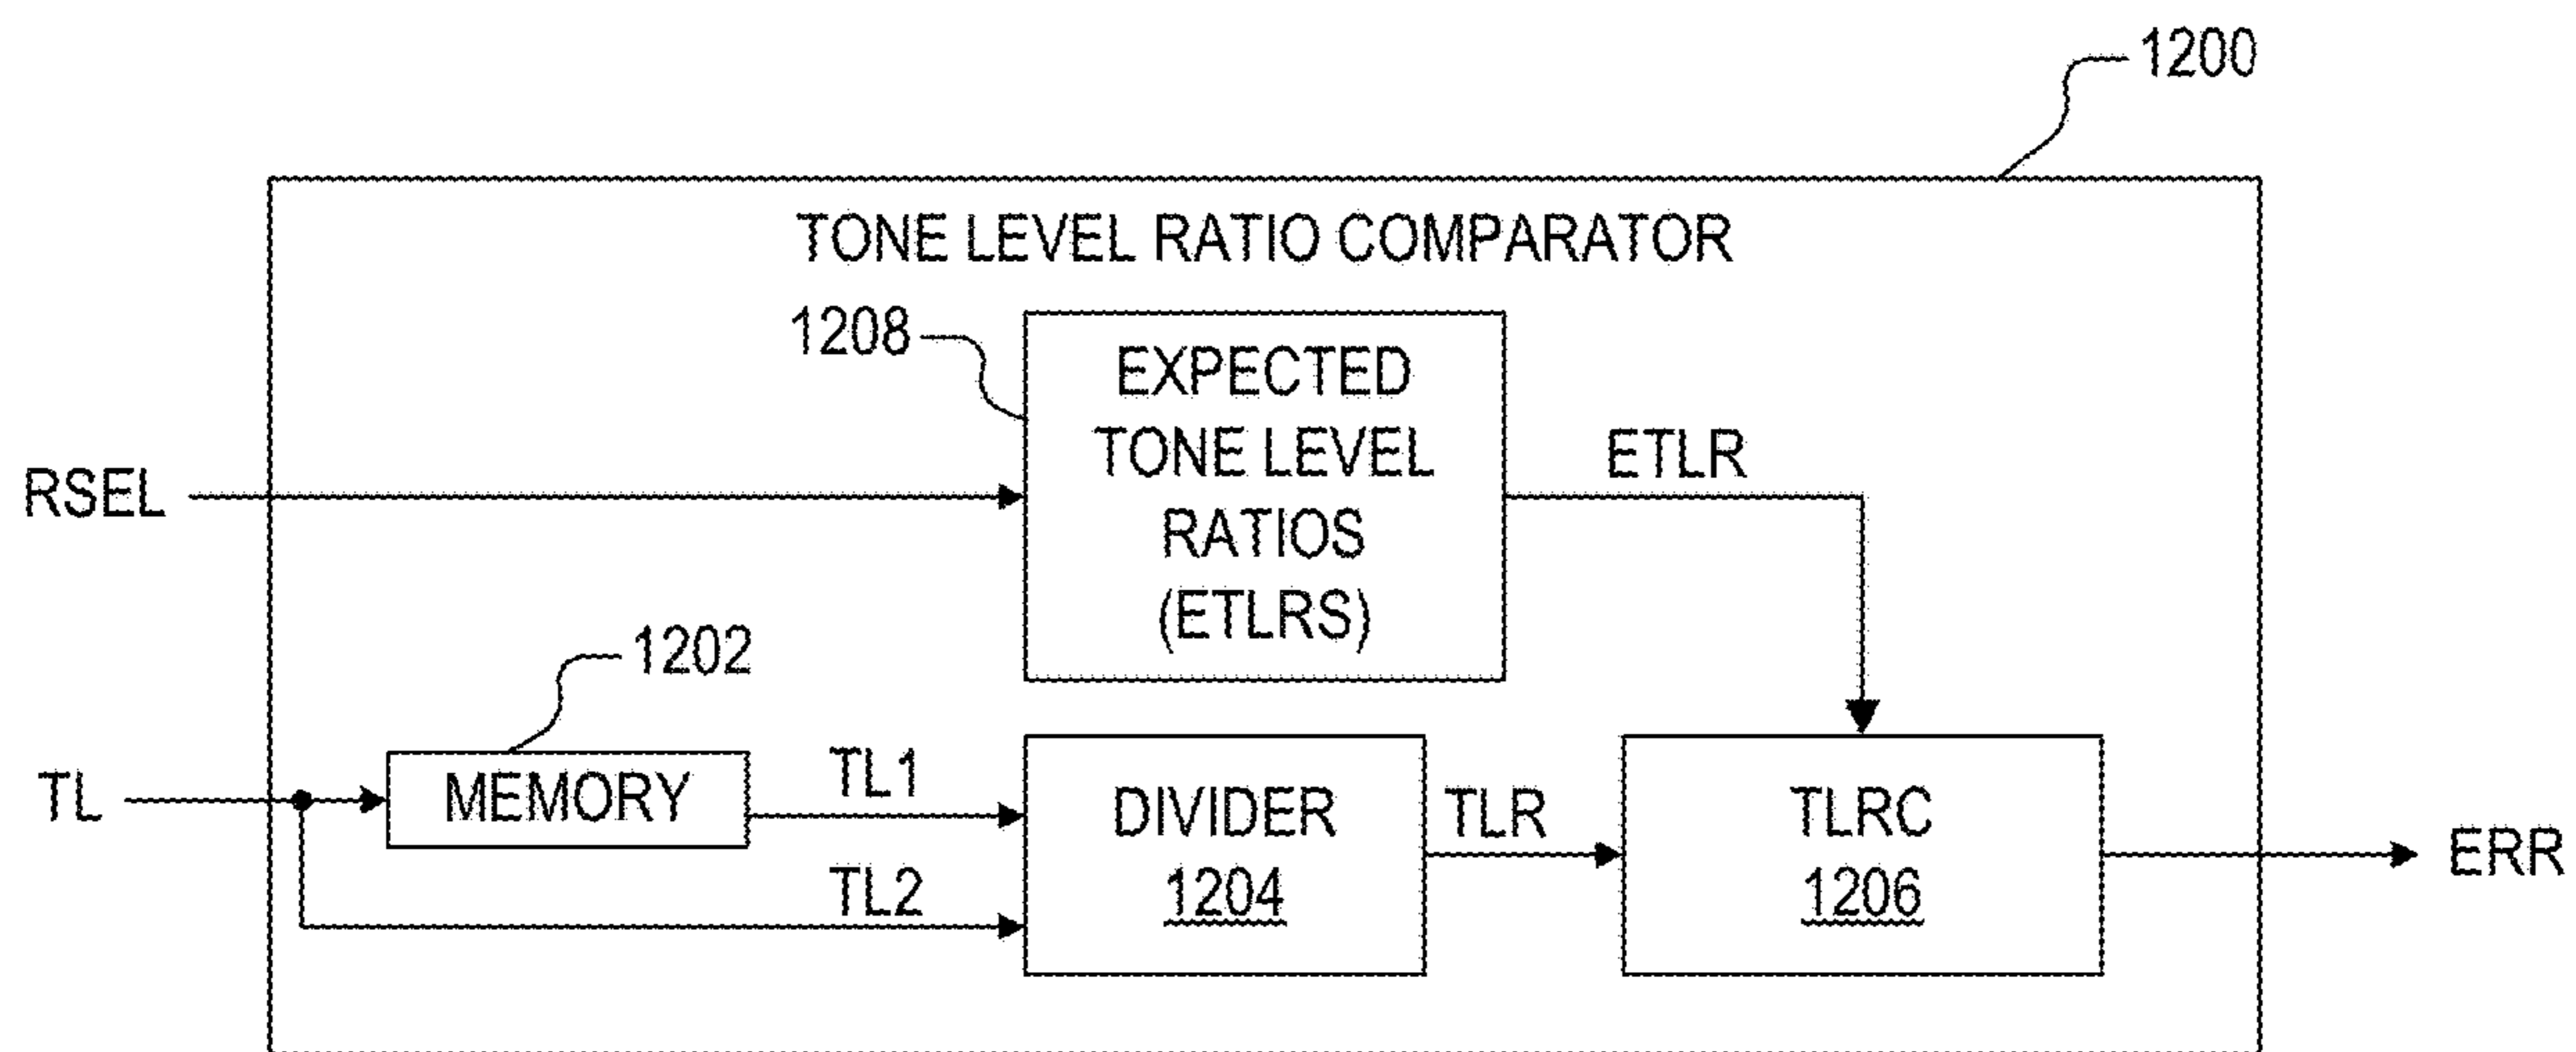 1200
TONE LEVEL RATIO COMPARATOR
1208
EXPECTED
TONE LEVEL
RATIOS
(ETLRS)
ETLR
RSEL
1202
TL
MEMORY
TL1
TL2
DIVIDER
1204
TLR
TLRC
1206
ERR